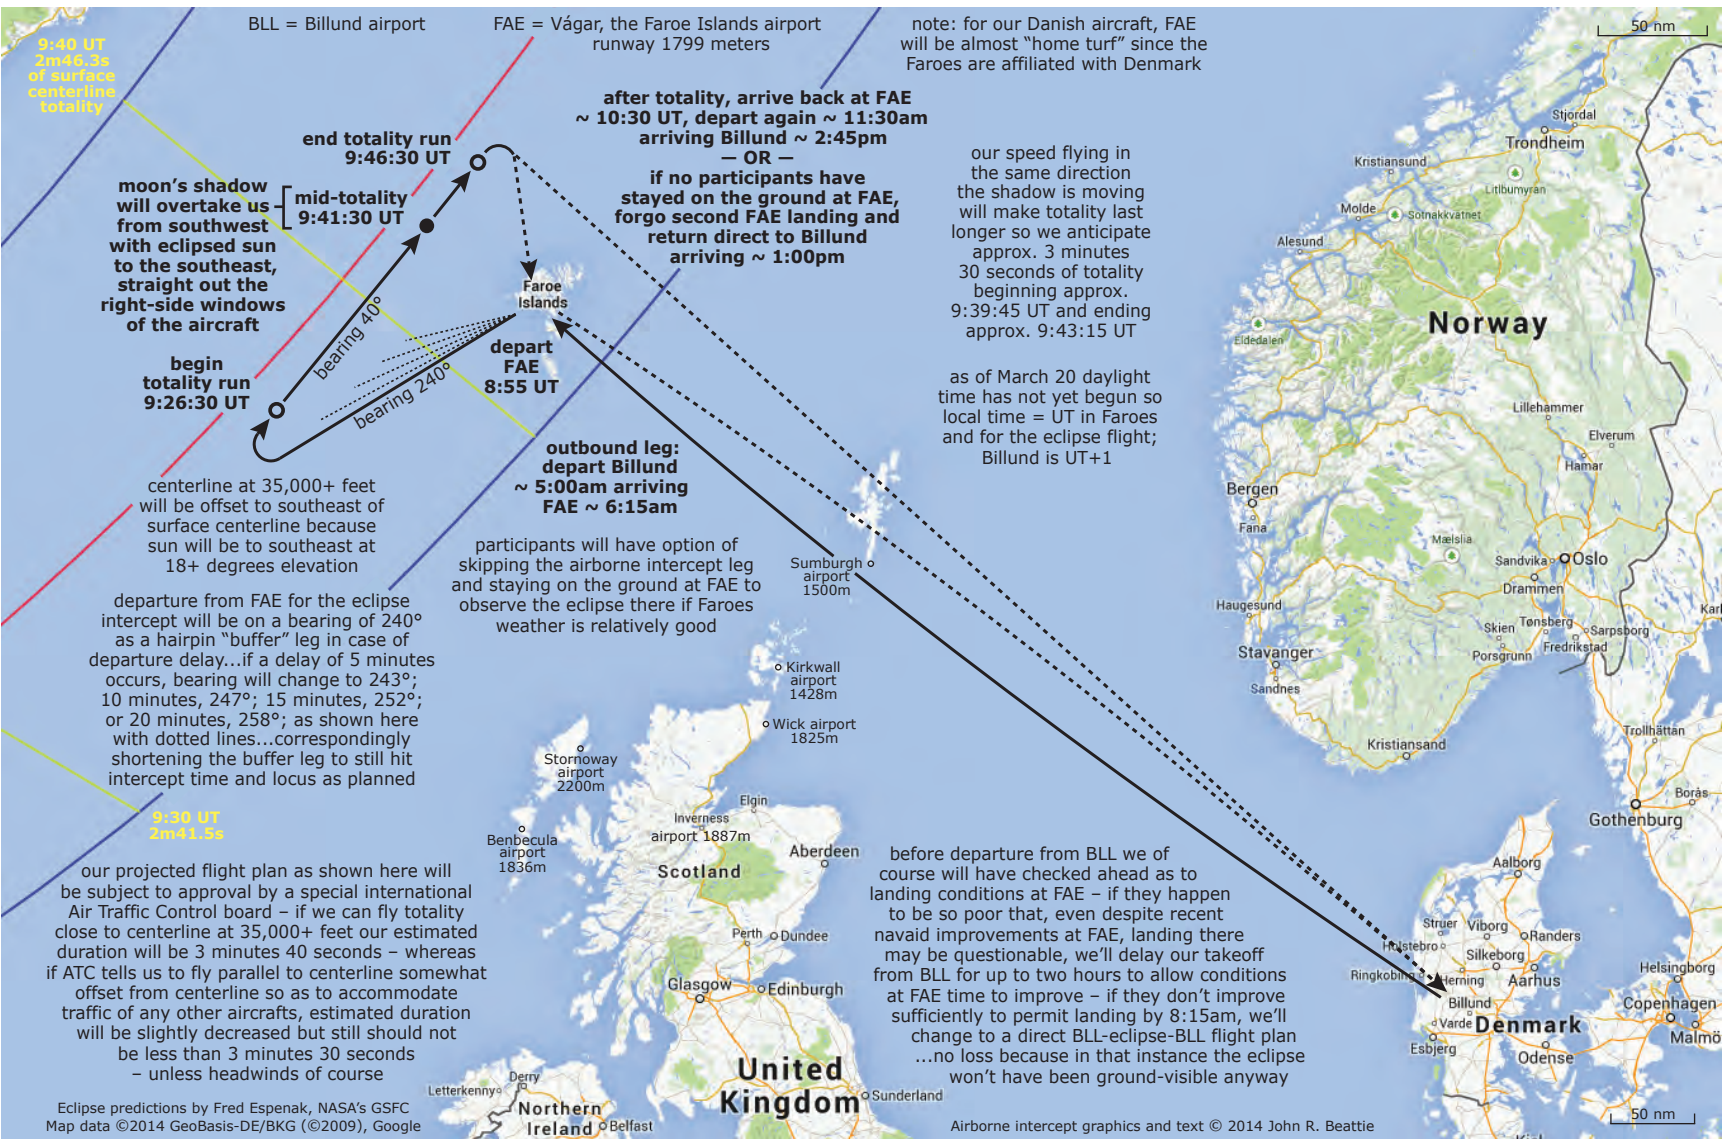 BLL = Billund airport
FAE = Vágar, the Faroe Islands airport
runway 1799 meters
note: for our Danish aircraft, FAE
will be almost “home turf” since the
Faroes are affiliated with Denmark
50 nm
9:40 UT
2m46.3s
of surface
centerline
totality
after totality, arrive back at FAE
~ 10:30 UT, depart again ~ 11:30am
arriving Billund ~ 2:45pm
— OR —
if no participants have
stayed on the ground at FAE,
forgo second FAE landing and
return direct to Billund
arriving ~ 1:00pm
end totality run
9:46:30 UT
moon’s shadow
will overtake us
from southwest
with eclipsed sun
to the southeast,
straight out the
right-side windows
of the aircraft
mid-totality
9:41:30 UT
our speed flying in
the same direction
the shadow is moving
will make totality last
longer so we anticipate
approx. 3 minutes
30 seconds of totality
beginning approx.
9:39:45 UT and ending
approx. 9:43:15 UT
begin
totality run
9:26:30 UT
bearing 40°
bearing 240°
Faroe
Islands
depart
FAE
8:55 UT
as of March 20 daylight
time has not yet begun so
local time = UT in Faroes
and for the eclipse flight;
Billund is UT+1
outbound leg:
depart Billund
~ 5:00am arriving
FAE ~ 6:15am
centerline at 35,000+ feet
will be offset to southeast of
surface centerline because
sun will be to southeast at
18+ degrees elevation
participants will have option of
skipping the airborne intercept leg
and staying on the ground at FAE to
observe the eclipse there if Faroes
weather is relatively good
departure from FAE for the eclipse
intercept will be on a bearing of 240°
as a hairpin “buffer” leg in case of
departure delay...if a delay of 5 minutes
occurs, bearing will change to 243°;
10 minutes, 247°; 15 minutes, 252°;
or 20 minutes, 258°; as shown here
with dotted lines...correspondingly
shortening the buffer leg to still hit
intercept time and locus as planned
9:30 UT
2m41.5s
our projected flight plan as shown here will
be subject to approval by a special international
Air Traffic Control board – if we can fly totality
close to centerline at 35,000+ feet our estimated
duration will be 3 minutes 40 seconds – whereas
if ATC tells us to fly parallel to centerline somewhat
offset from centerline so as to accommodate
traffic of any other aircrafts, estimated duration
will be slightly decreased but still should not
be less than 3 minutes 30 seconds
– unless headwinds of course
Eclipse predictions by Fred Espenak, NASA’s GSFC
Map data ©2014 GeoBasis-DE/BKG (©2009), Google
before departure from BLL we of
course will have checked ahead as to
landing conditions at FAE – if they happen
to be so poor that, even despite recent
navaid improvements at FAE, landing there
may be questionable, we’ll delay our takeoff
from BLL for up to two hours to allow conditions
at FAE time to improve – if they don’t improve
sufficiently to permit landing by 8:15am, we’ll
change to a direct BLL-eclipse-BLL flight plan
...no loss because in that instance the eclipse
won’t have been ground-visible anyway
Airborne intercept graphics and text © 2014 John R. Beattie
50 nm
Sumburgh
airport
1500m
Kirkwall
airport
1428m
Wick airport
1825m
Stornoway
airport
2200m
Benbecula
airport
1836m
Elgin
Inverness
airport 1887m
Aberdeen
Scotland
Perth
Dundee
Glasgow
Edinburgh
United
Kingdom
Sunderland
Letterkenny
Derry
Northern
Ireland
Belfast
Stjordal
Trondheim
Kristiansund
Litlbumyran
Molde
Sotnakkvatnet
Alesund
Norway
Eldedalen
Lillehammer
Elverum
Hamar
Bergen
Fana
Mælslia
Sandvika
Oslo
Drammen
Haugesund
Tønsberg
Skien
Sarpsborg
Fredrikstad
Porsgrunn
Karl
Stavanger
Sandnes
Kristiansand
Trollhättan
Borås
Gothenburg
Aalborg
Struer
Viborg
Randers
Holstebro
Silkeborg
Ringkobing
Herning
Aarhus
Billund
Varde
Denmark
Esbjerg
Odense
Helsingborg
Copenhagen
Malmö
Kiel